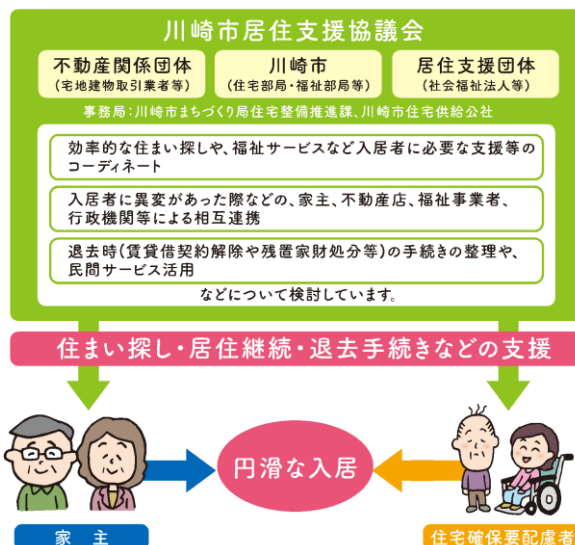 川崎市居住支援協議会
不動産関係団体
(宅地建物取引業者等)
川崎市
(住宅部局・福祉部局等)
居住支援団体
(社会福祉法人等)
事務局:川崎市まちづくり局住宅整備推進課、川崎市住宅供給公社
効率的な住まい探しや、福祉サービスなど入居者に必要な支援等の
コーディネート
入居者に異変があった際などの、家主、不動産店、福祉事業者、
行政機関等による相互連携
退去時(賃貸借契約解除や残置家財処分等)の手続きの整理や、
民間サービス活用
などについて検討しています。
住まい探し・居住継続・退去手続きなどの支援
円滑な入居
家 主
住宅確保要配慮者